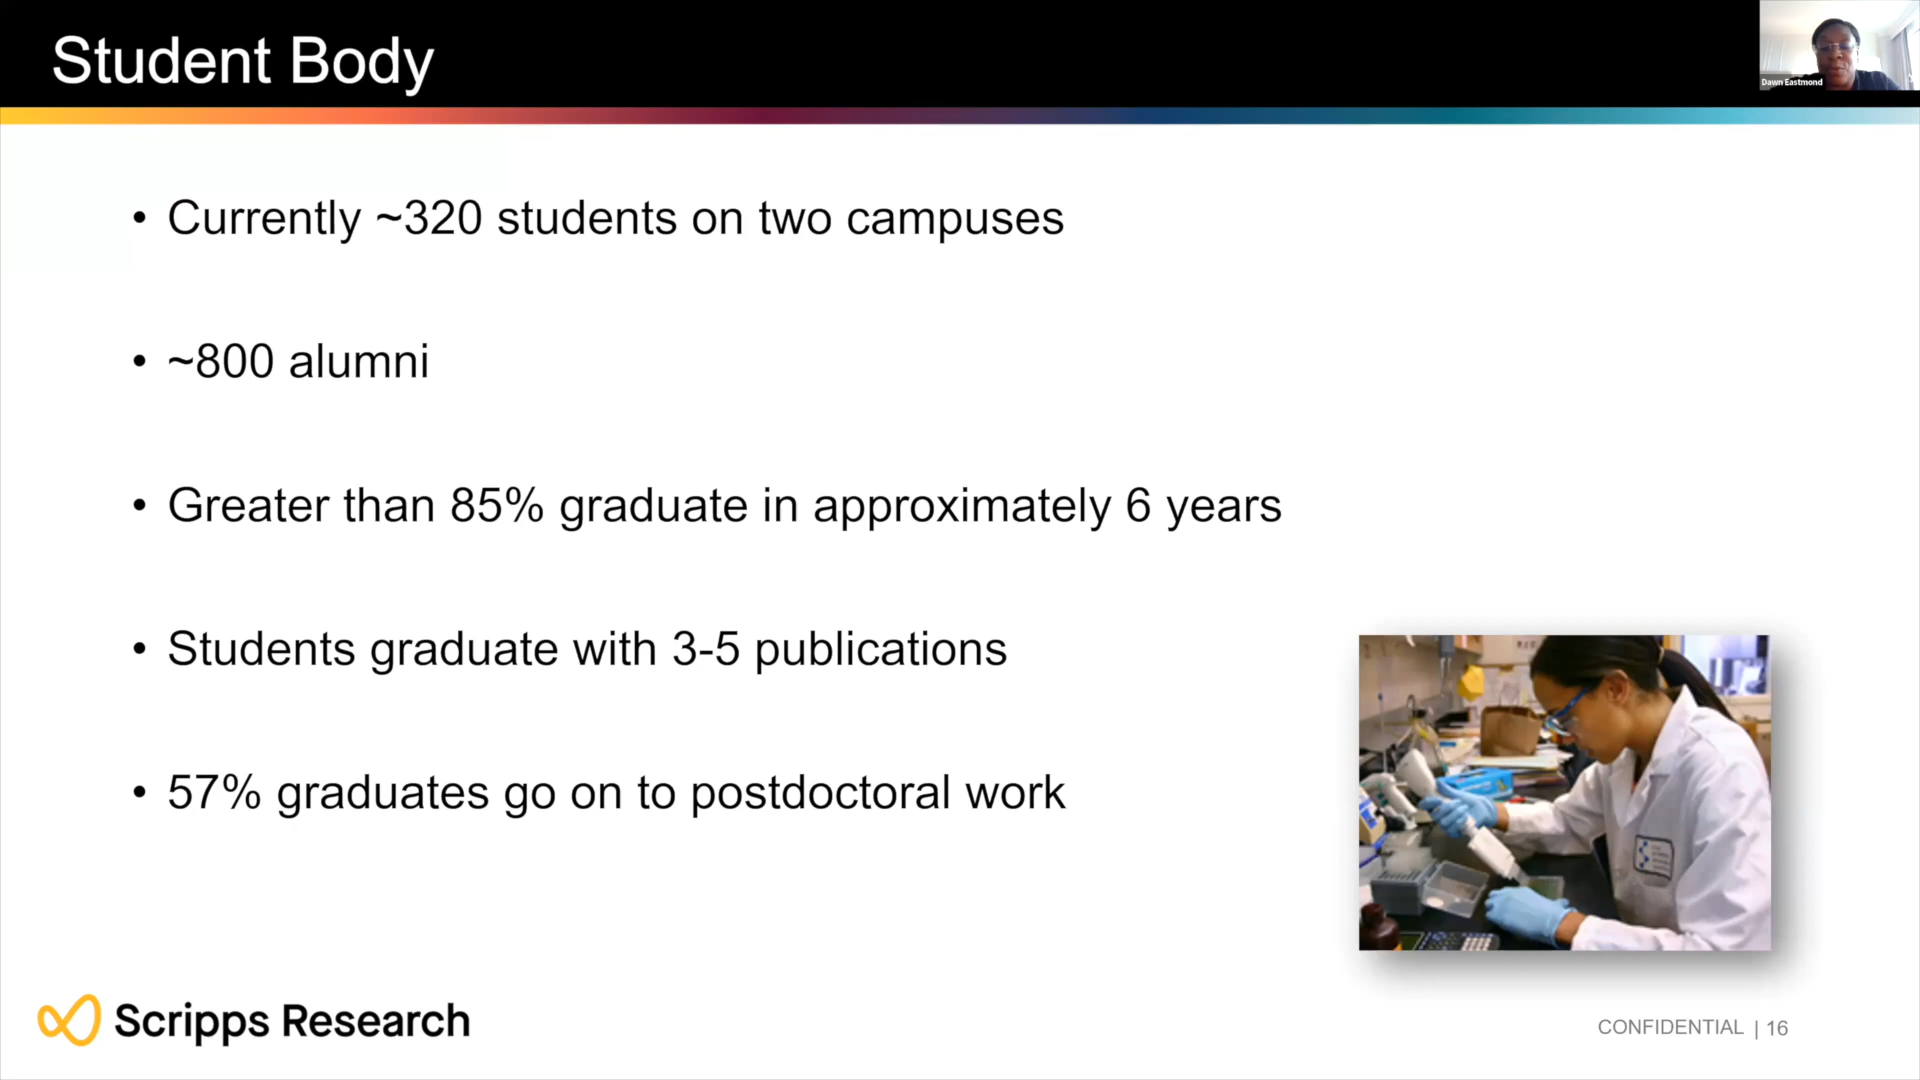 Student Body
Dawn Eastmond
• Currently ~320 students on two campuses
• ~800 alumni
• Greater than 85% graduate in approximately 6 years
• Students graduate with 3-5 publications
• 57% graduates go on to postdoctoral work
Scripps Research
CONFIDENTIAL | 16